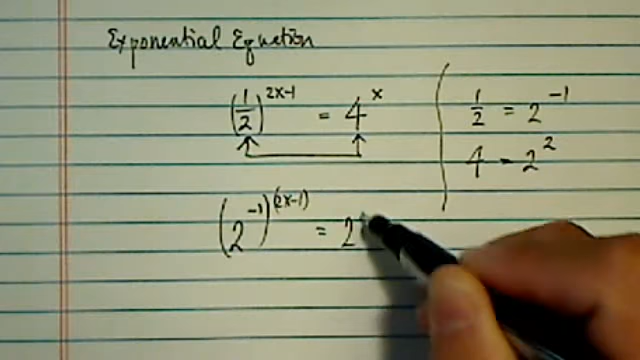 Exponential Equation
(1/2)^(2x-1) = 4^x
1/2 = 2^-1
4 = 2^2
(2^-1)^(2x-1) = 2